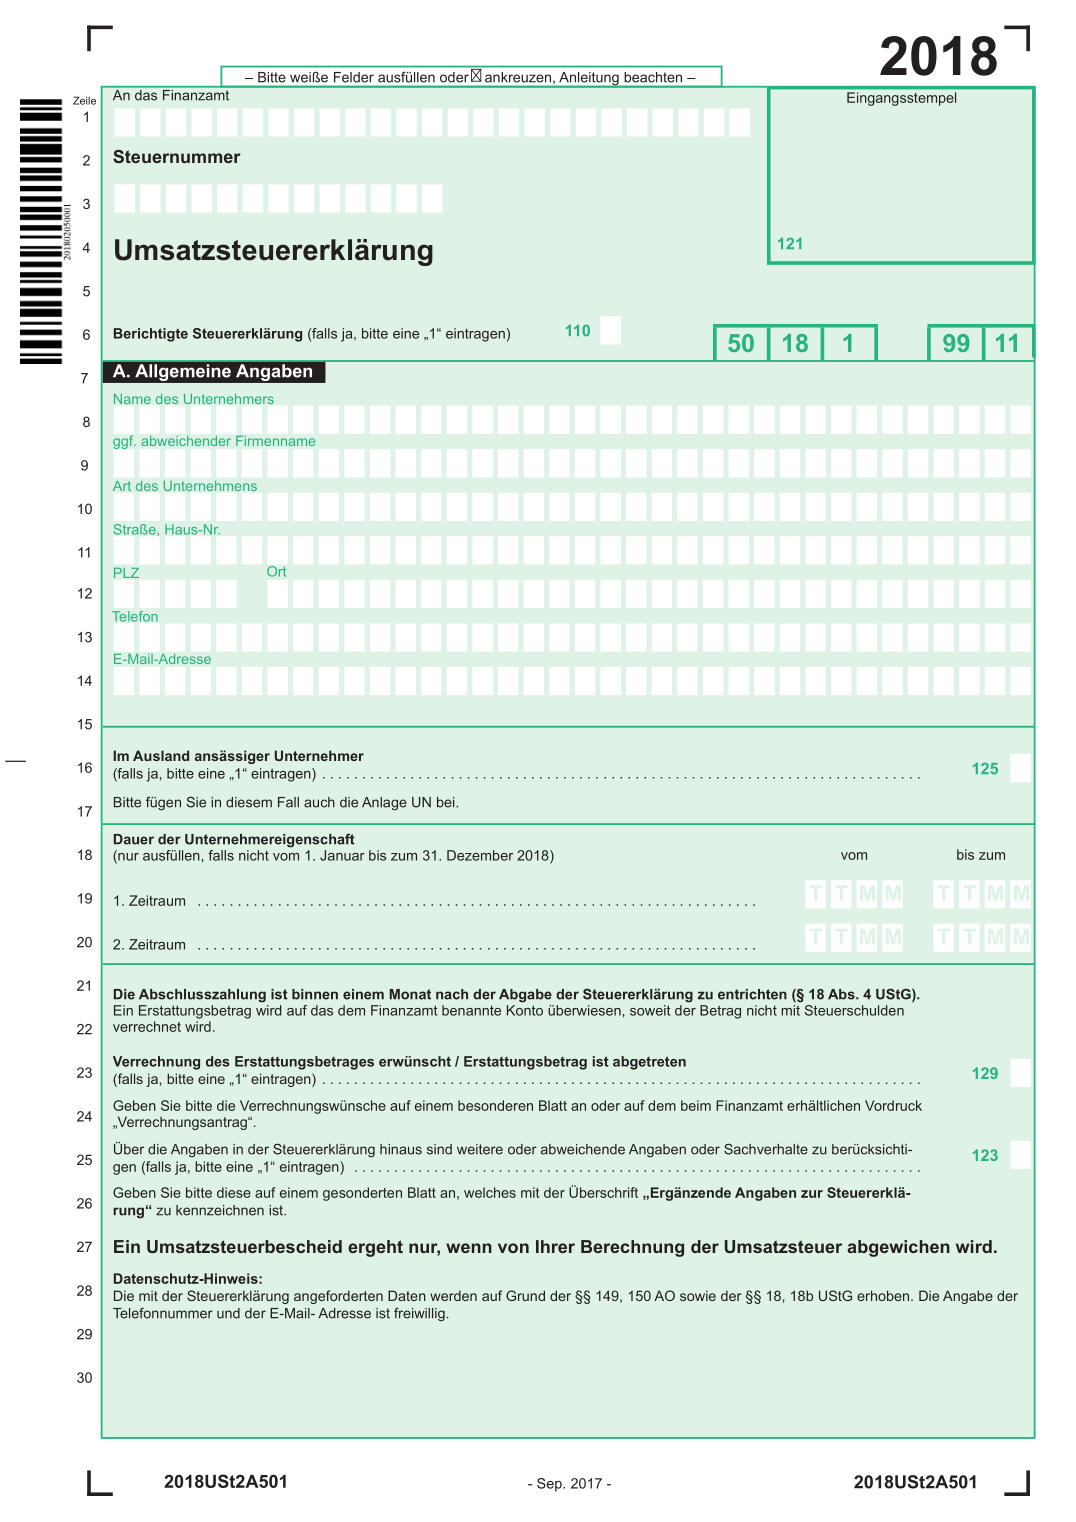 2018
– Bitte weiße Felder ausfüllen oder ☒ ankreuzen, Anleitung beachten –
Zeile
An das Finanzamt
Eingangsstempel
1
2 Steuernummer
201802050001
3
4 Umsatzsteuererklärung
121
5
6 Berichtigte Steuererklärung (falls ja, bitte eine „1“ eintragen) 110
50 18 1 99 11
7 A. Allgemeine Angaben
Name des Unternehmers
8
ggf. abweichender Firmenname
9
Art des Unternehmens
10
Straße, Haus-Nr.
11
PLZ Ort
12
Telefon
13
E-Mail-Adresse
14
15
Im Ausland ansässiger Unternehmer
16 (falls ja, bitte eine „1“ eintragen) 125
17 Bitte fügen Sie in diesem Fall auch die Anlage UN bei.
Dauer der Unternehmereigenschaft
18 (nur ausfüllen, falls nicht vom 1. Januar bis zum 31. Dezember 2018) vom bis zum
19 1. Zeitraum T T M M T T M M
20 2. Zeitraum T T M M T T M M
21 Die Abschlusszahlung ist binnen einem Monat nach der Abgabe der Steuererklärung zu entrichten (§ 18 Abs. 4 UStG).
Ein Erstattungsbetrag wird auf das dem Finanzamt benannte Konto überwiesen, soweit der Betrag nicht mit Steuerschulden
22 verrechnet wird.
Verrechnung des Erstattungsbetrages erwünscht / Erstattungsbetrag ist abgetreten
23 (falls ja, bitte eine „1“ eintragen) 129
Geben Sie bitte die Verrechnungswünsche auf einem besonderen Blatt an oder auf dem beim Finanzamt erhältlichen Vordruck
24 „Verrechnungsantrag“.
Über die Angaben in der Steuererklärung hinaus sind weitere oder abweichende Angaben oder Sachverhalte zu berücksichti-
25 gen (falls ja, bitte eine „1“ eintragen) 123
Geben Sie bitte diese auf einem gesonderten Blatt an, welches mit der Überschrift „Ergänzende Angaben zur Steuererklä-
26 rung“ zu kennzeichnen ist.
27 Ein Umsatzsteuerbescheid ergeht nur, wenn von Ihrer Berechnung der Umsatzsteuer abgewichen wird.
Datenschutz-Hinweis:
28 Die mit der Steuererklärung angeforderten Daten werden auf Grund der §§ 149, 150 AO sowie der §§ 18, 18b UStG erhoben. Die Angabe der
Telefonnummer und der E-Mail- Adresse ist freiwillig.
29
30
2018USt2A501 - Sep. 2017 - 2018USt2A501